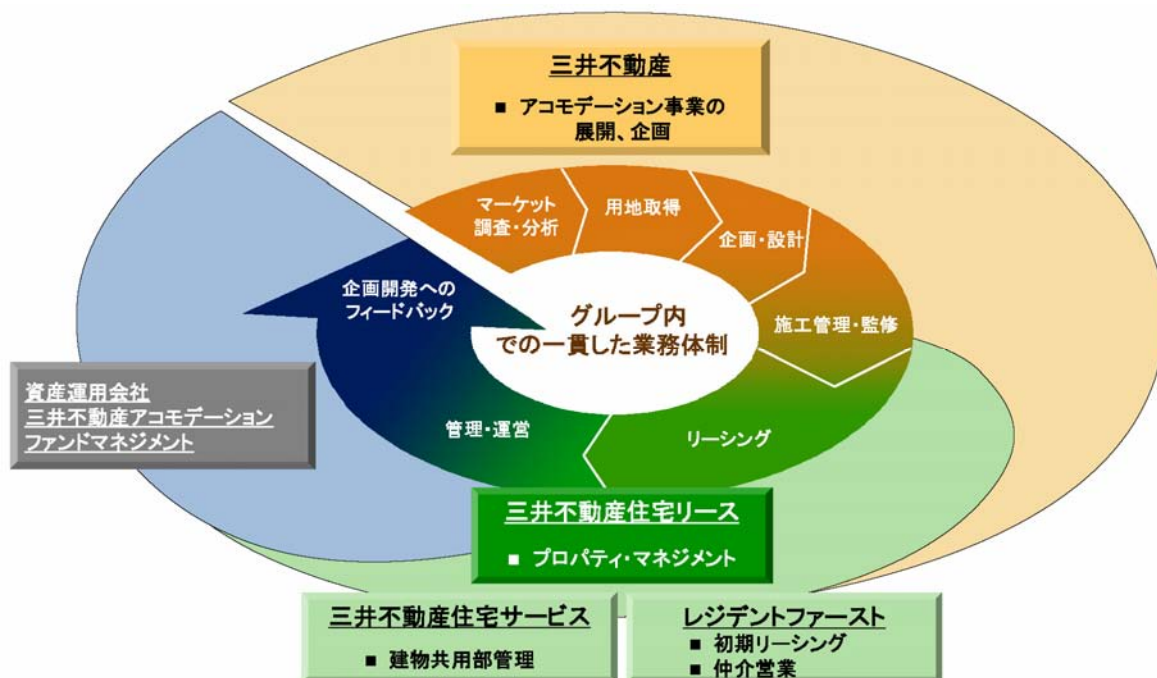 三井不動産
■ アコモデーション事業の
展開、企画
マーケット
調査・分析
用地取得
企画・設計
施工管理・監修
リーシング
管理・運営
企画開発への
フィードバック
グループ内
での一貫した業務体制
資産運用会社
三井不動産アコモデーション
ファンドマネジメント
三井不動産住宅リース
■ プロパティ・マネジメント
三井不動産住宅サービス
■ 建物共用部管理
レジデントファースト
■ 初期リーシング
■ 仲介営業